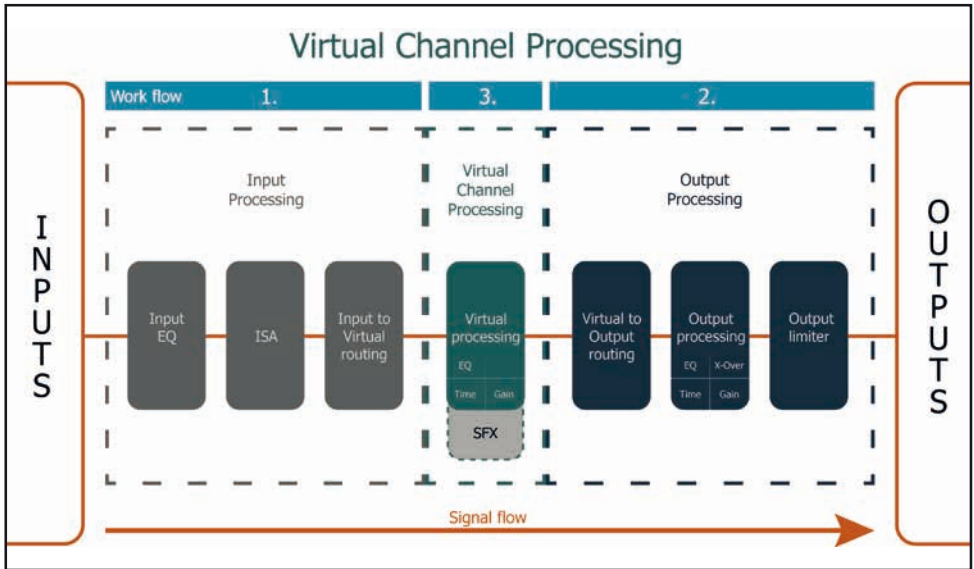 Virtual Channel Processing
Work flow
1.
3.
2.
INPUTS
Input
Processing
Virtual
Channel
Processing
Output
Processing
OUTPUTS
Input
EQ
ISA
Input to
Virtual
routing
Virtual
processing
EQ
Time Gain
SFX
Virtual to
Output
routing
Output
processing
EQ X-Over
Time Gain
Output
limiter
Signal flow